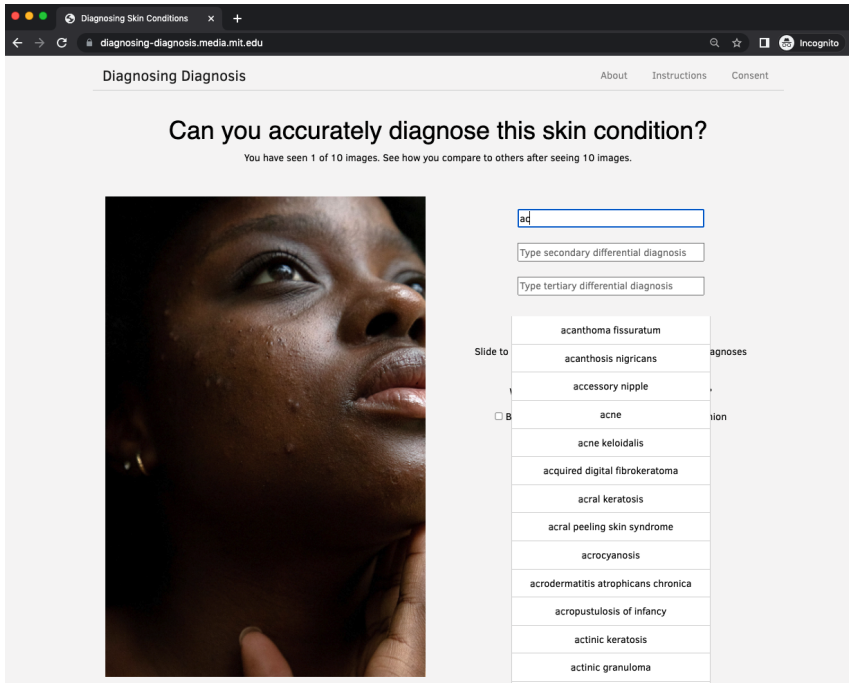 Diagnosing Skin Conditions
diagnosing-diagnosis.media.mit.edu
Incognito
Diagnosing Diagnosis
About Instructions Consent
Can you accurately diagnose this skin condition?
You have seen 1 of 10 images. See how you compare to others after seeing 10 images.
ac
Type secondary differential diagnosis
Type tertiary differential diagnosis
acanthoma fissuratum
Slide to
agnoses
acanthosis nigricans
accessory nipple
acne
B
ion
acne keloidalis
acquired digital fibrokeratoma
acral keratosis
acral peeling skin syndrome
acrocyanosis
acrodermatitis atrophicans chronica
acropustulosis of infancy
actinic keratosis
actinic granuloma